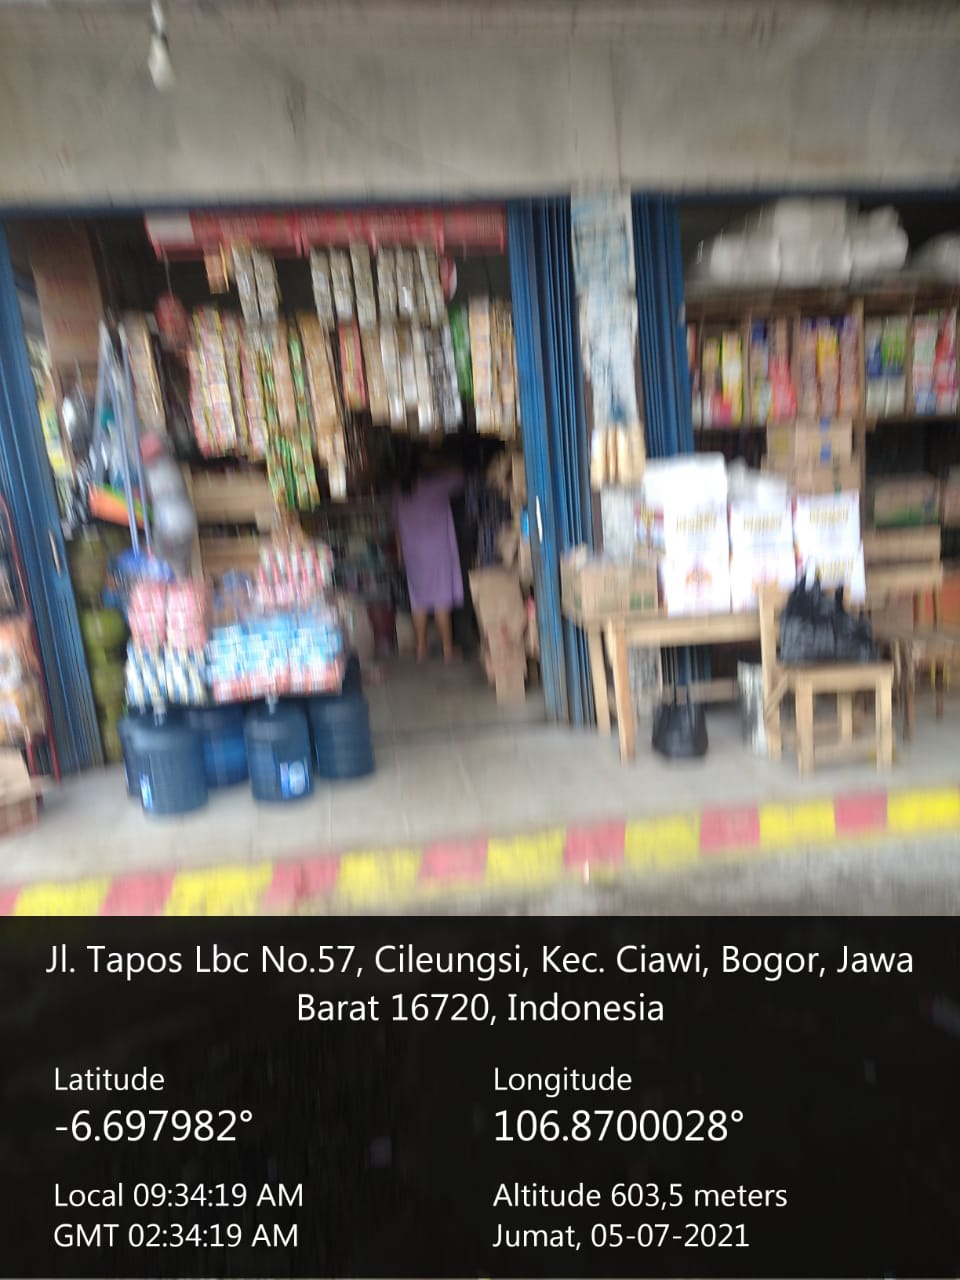 Jl. Tapos Lbc No.57, Cileungsi, Kec. Ciawi, Bogor, Jawa
Barat 16720, Indonesia
Latitude
-6.697982°
Longitude
106.8700028°
Local 09:34:19 AM
GMT 02:34:19 AM
Altitude 603,5 meters
Jumat, 05-07-2021